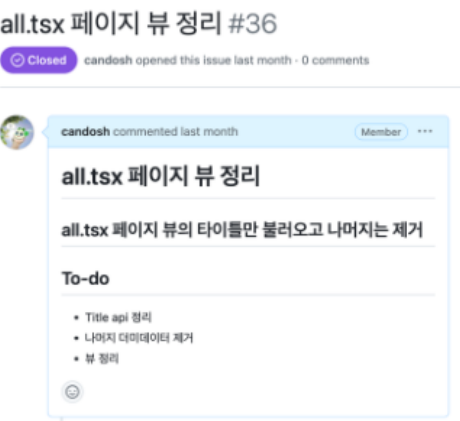 all.tsx 페이지 뷰 정리 #36
Closed candosh opened this issue last month · 0 comments
candosh commented last month Member ···
all.tsx 페이지 뷰 정리
all.tsx 페이지 뷰의 타이틀만 불러오고 나머지는 제거
To-do
• Title api 정리
• 나머지 더미데이터 제거
• 뷰 정리